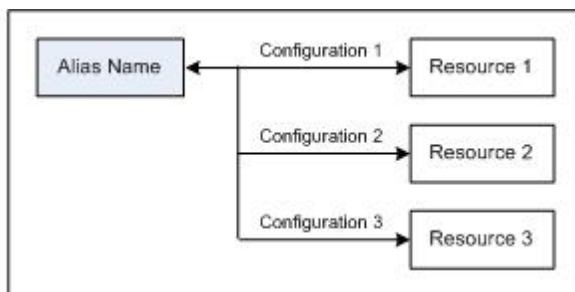 Alias Name
Configuration 1
Resource 1
Configuration 2
Resource 2
Configuration 3
Resource 3